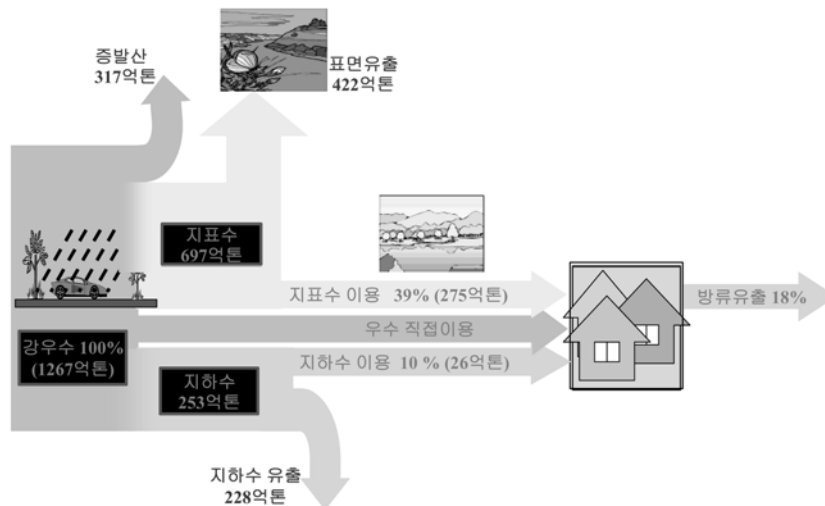 증발산
317억톤
표면유출
422억톤
지표수
697억톤
지표수 이용 39% (275억톤)
방류유출 18%
우수 직접이용
강우수 100%
(1267억톤)
지하수 이용 10 % (26억톤)
지하수
253억톤
지하수 유출
228억톤